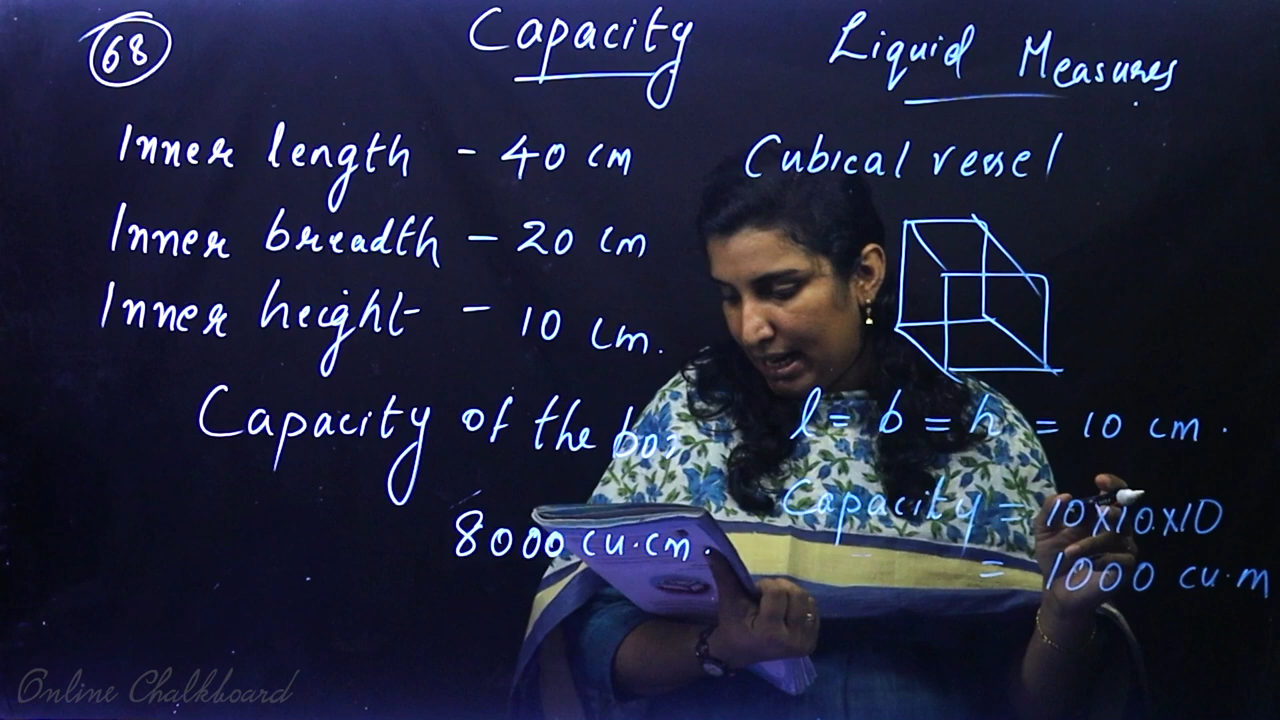 68
Capacity
Liquid Measures
Inner length - 40 cm
Inner breadth - 20 cm
Inner height - 10 cm.
Capacity of the box
8000 cu.cm.
Cubical vessel
l = b = h = 10 cm.
Capacity = 10x10x10
= 1000 cu.m
Online Chalkboard